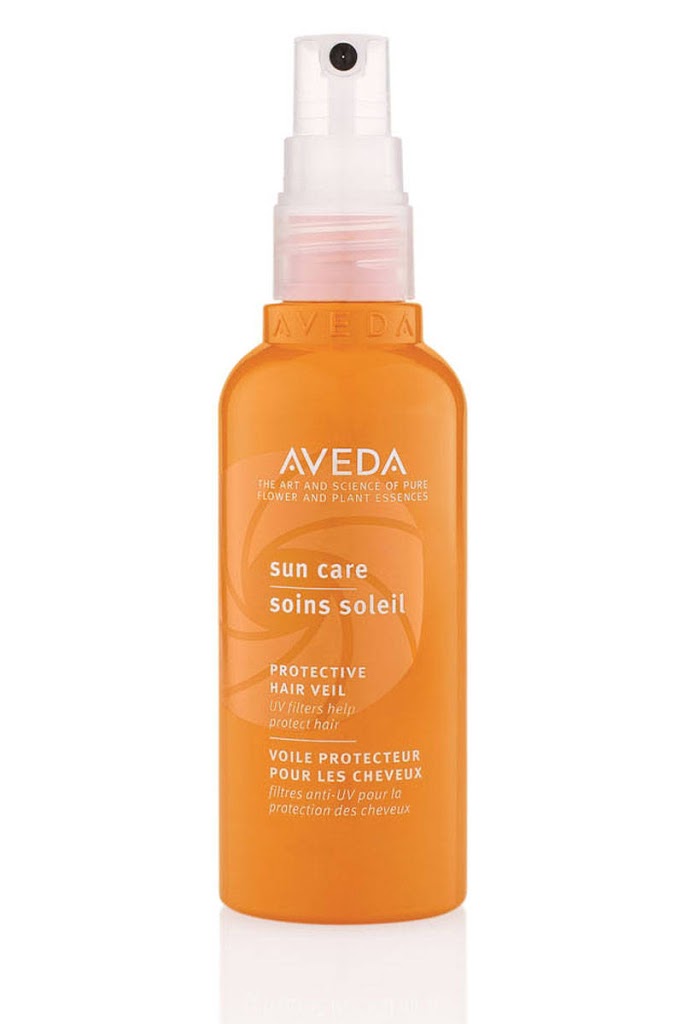 AVEDA
AVEDA
THE ART AND SCIENCE OF PURE
FLOWER AND PLANT ESSENCES
sun care
soins soleil
PROTECTIVE
HAIR VEIL
UV filters help
protect hair
VOILE PROTECTEUR
POUR LES CHEVEUX
filtres anti-UV pour la
protection des cheveux